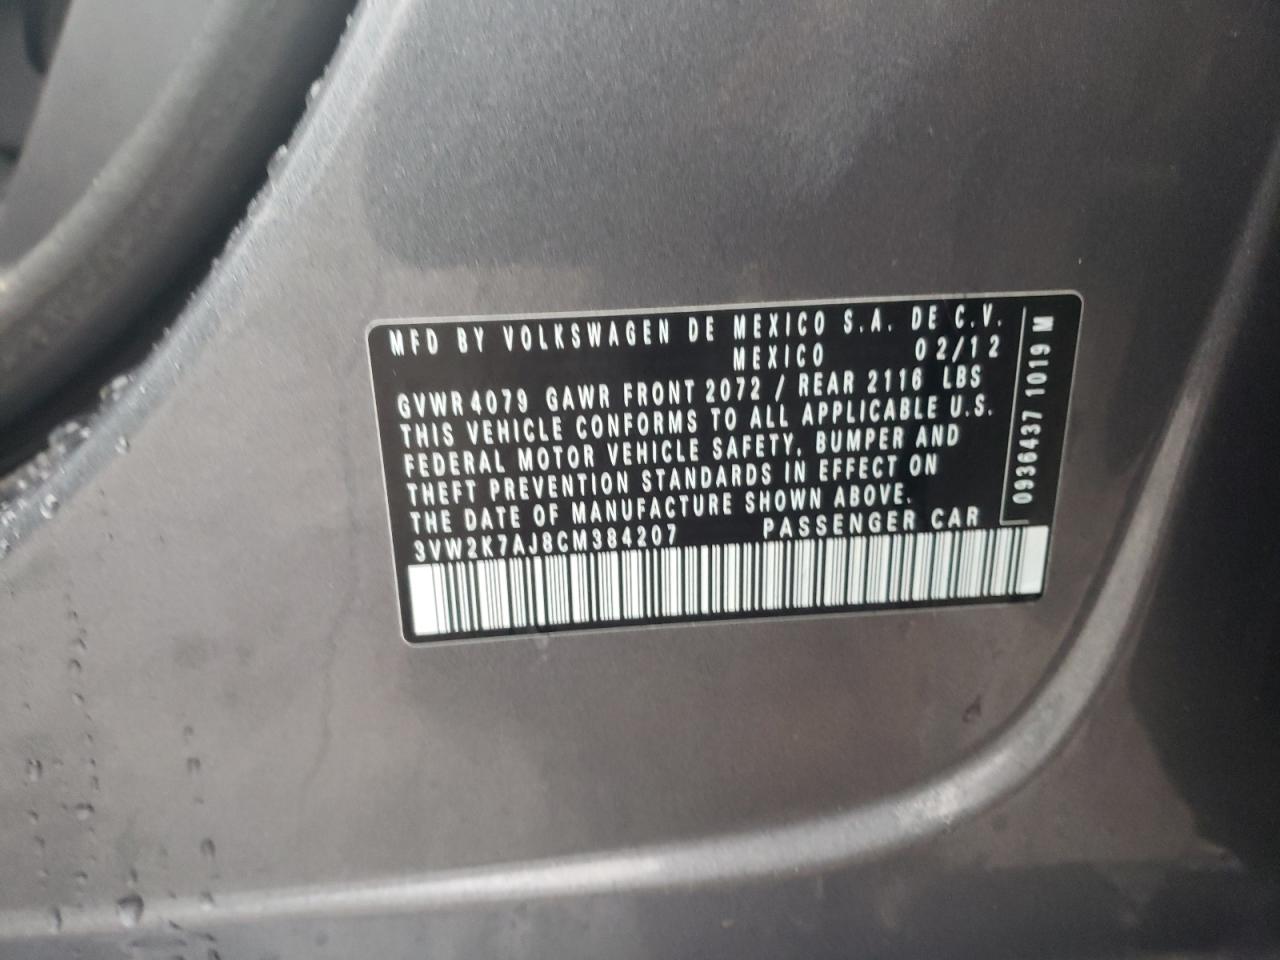 MFD BY VOLKSWAGEN DE MEXICO S.A. DE C.V.
MEXICO 02/12
GVWR 4079 GAWR FRONT 2072 / REAR 2116 LBS
THIS VEHICLE CONFORMS TO ALL APPLICABLE U.S.
FEDERAL MOTOR VEHICLE SAFETY, BUMPER AND
THEFT PREVENTION STANDARDS IN EFFECT ON
THE DATE OF MANUFACTURE SHOWN ABOVE.
3VW2K7AJ8CM384207 PASSENGER CAR
0936437 1019 M